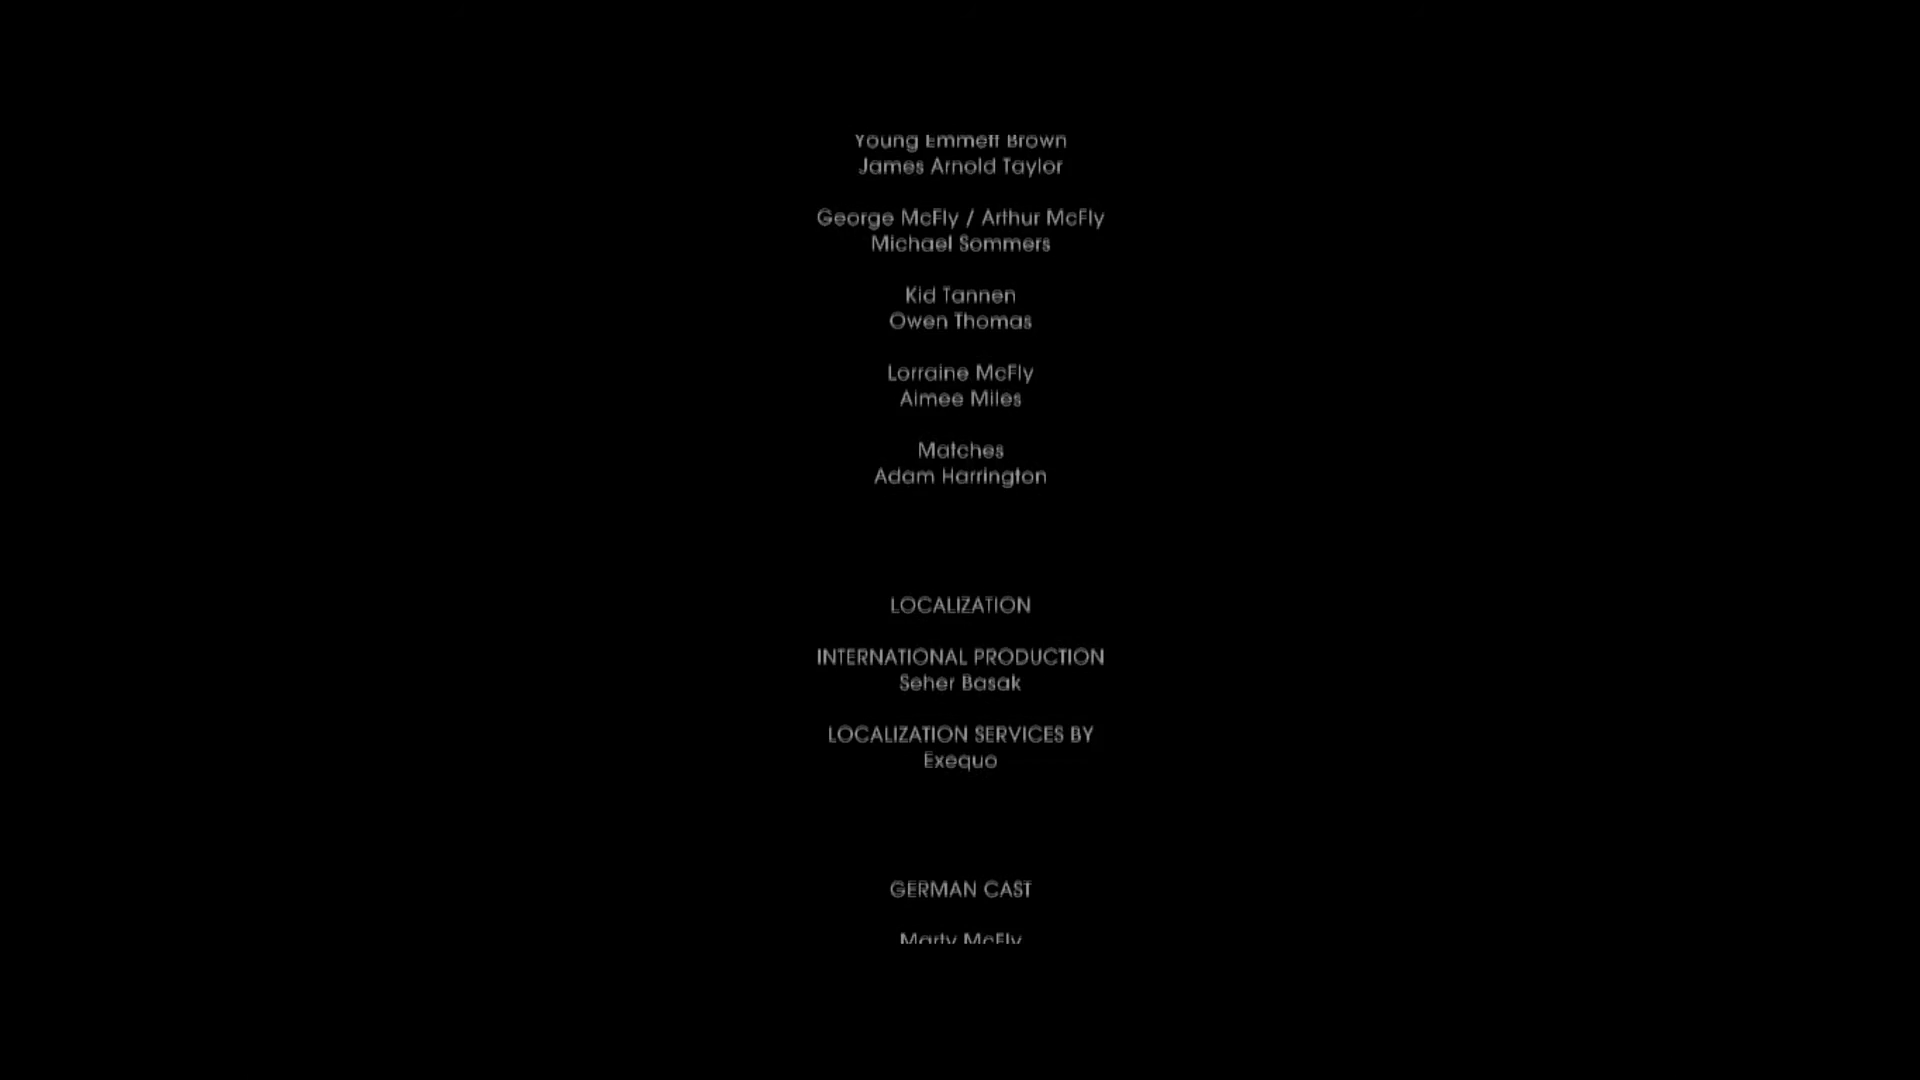 Young Emmett Brown
James Arnold Taylor
George McFly / Arthur McFly
Michael Sommers
Kid Tannen
Owen Thomas
Lorraine McFly
Aimee Miles
Matches
Adam Harrington
LOCALIZATION
INTERNATIONAL PRODUCTION
Seher Basak
LOCALIZATION SERVICES BY
Exequo
GERMAN CAST
Marty McFly